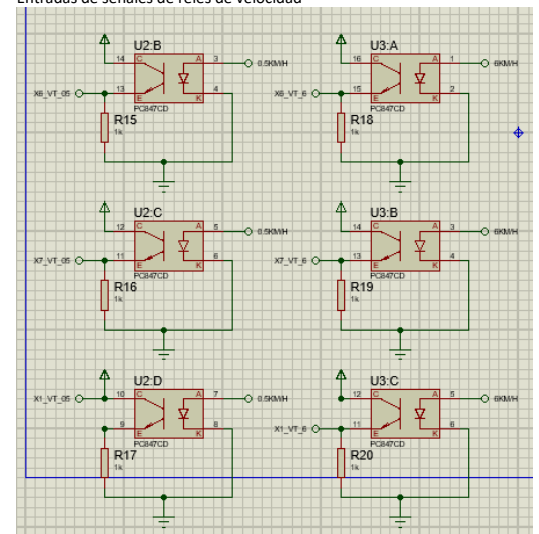 Entradas de señales de relés de velocidad
U2:B
U3:A
14 C A 3 0.5KM/H
16 C A 1 6KM/H
X6_VT_05 13 E K 4
X6_VT_6 15 E K 2
PC847CD
PC847CD
R15
1k
R18
1k
U2:C
U3:B
12 C A 5 0.5KM/H
14 C A 3 6KM/H
X7_VT_05 11 E K 6
X7_VT_6 13 E K 4
PC847CD
PC847CD
R16
1k
R19
1k
U2:D
U3:C
X1_VT_05 10 C A 7 0.5KM/H
12 C A 5 6KM/H
9 E K 8
X1_VT_6 11 E K 6
PC847CD
PC847CD
R17
1k
R20
1k